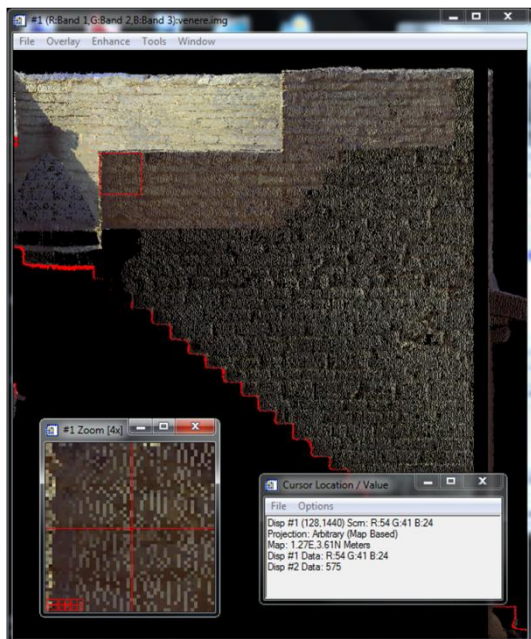 #1 (R:Band 1,G:Band 2,B:Band 3):venere.img
File Overlay Enhance Tools Window
#1 Zoom [4x]
Cursor Location / Value
File Options
Disp #1 (128,1440) Scrn: R:54 G:41 B:24
Projection: Arbitrary (Map Based)
Map: 1.27E,3.61N Meters
Disp #1 Data: R:54 G:41 B:24
Disp #2 Data: 575